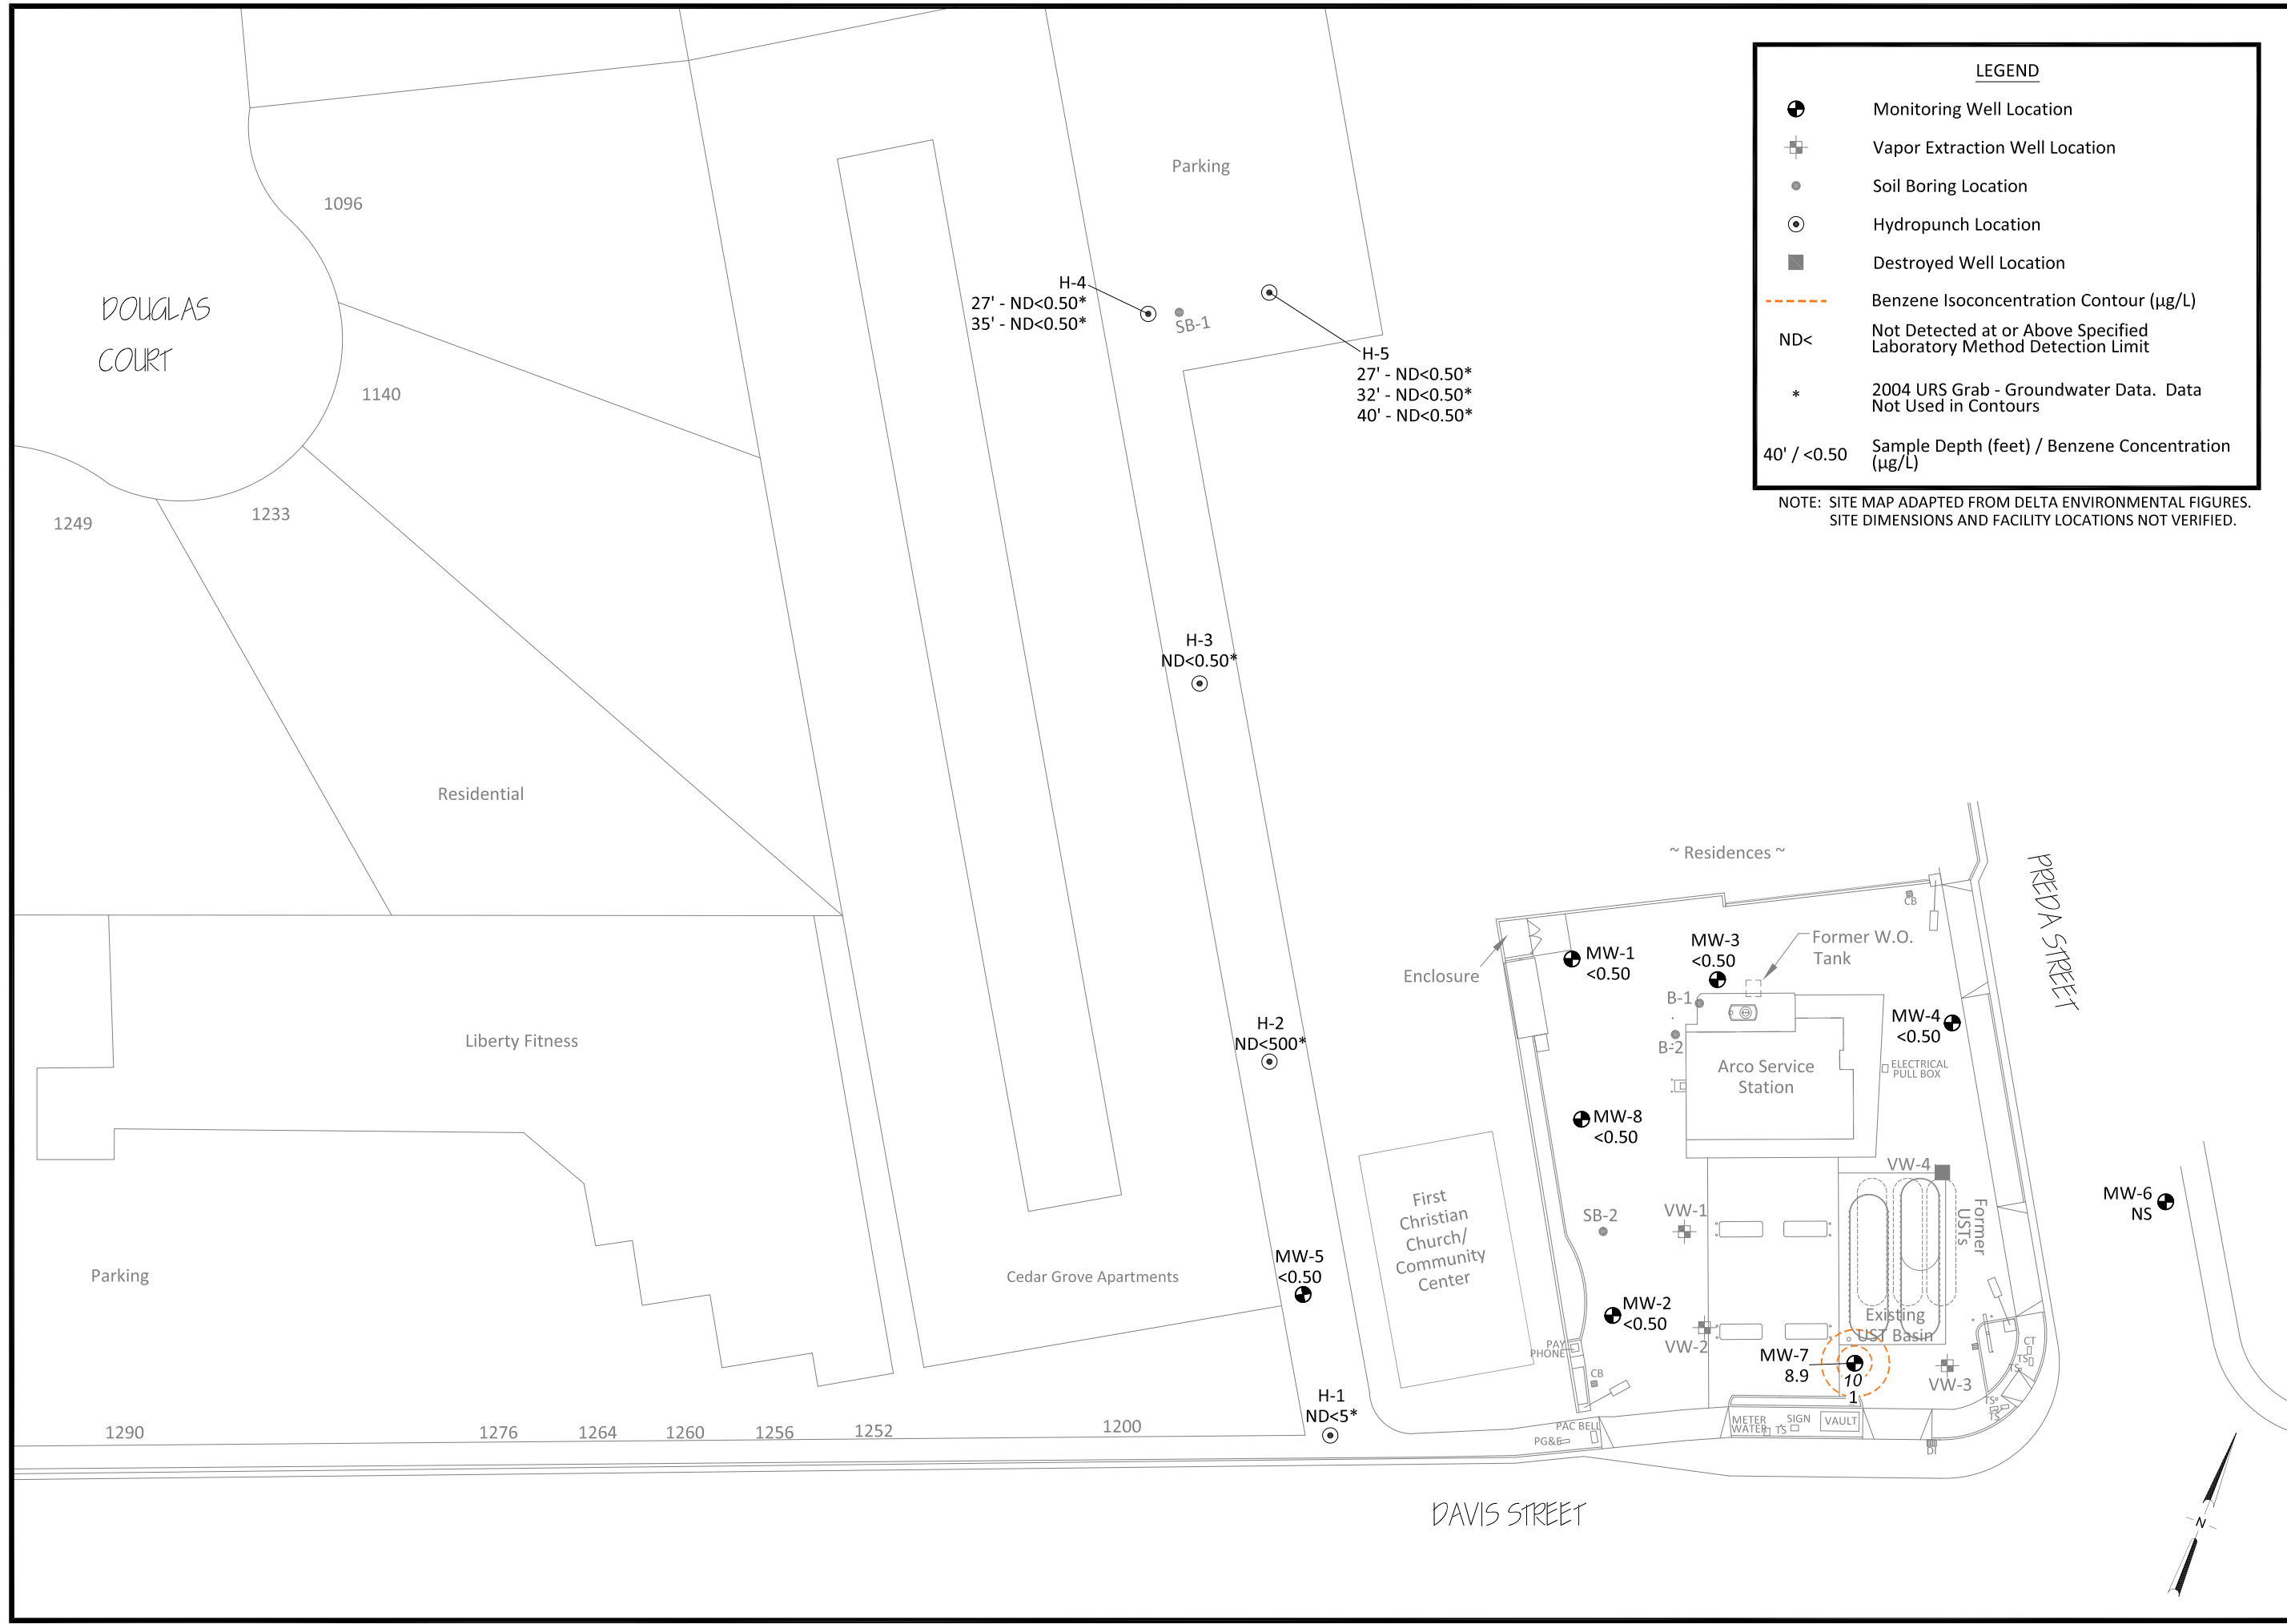 LEGEND
Monitoring Well Location
Vapor Extraction Well Location
Soil Boring Location
Hydropunch Location
Destroyed Well Location
Benzene Isoconcentration Contour (µg/L)
ND<
Not Detected at or Above Specified
Laboratory Method Detection Limit
*
2004 URS Grab - Groundwater Data. Data
Not Used in Contours
40' / <0.50
Sample Depth (feet) / Benzene Concentration
(µg/L)
NOTE: SITE MAP ADAPTED FROM DELTA ENVIRONMENTAL FIGURES.
SITE DIMENSIONS AND FACILITY LOCATIONS NOT VERIFIED.
Parking
1096
DOUGLAS
COURT
H-4
27' - ND<0.50*
35' - ND<0.50*
SB-1
H-5
27' - ND<0.50*
32' - ND<0.50*
40' - ND<0.50*
1140
1249
1233
H-3
ND<0.50*
Residential
~ Residences ~
PREDA STREET
CB
Former W.O.
Tank
MW-3
<0.50
MW-1
<0.50
Enclosure
B-1
B-2
MW-4
<0.50
H-2
ND<500*
Liberty Fitness
Arco Service
Station
ELECTRICAL
PULL BOX
MW-8
<0.50
VW-4
MW-6
NS
First
Christian
Church/
Community
Center
SB-2
VW-1
Former
USTs
MW-5
<0.50
Parking
Cedar Grove Apartments
MW-2
<0.50
Existing
UST Basin
PAY
PHONE
VW-2
MW-7
8.9
10
1
VW-3
CT
TS
TS
TS
TS
CB
H-1
ND<5*
1290
1276
1264
1260
1256
1252
1200
PAC BELL
PG&E
METER
WATER
TS
SIGN
VAULT
DI
DAVIS STREET
N